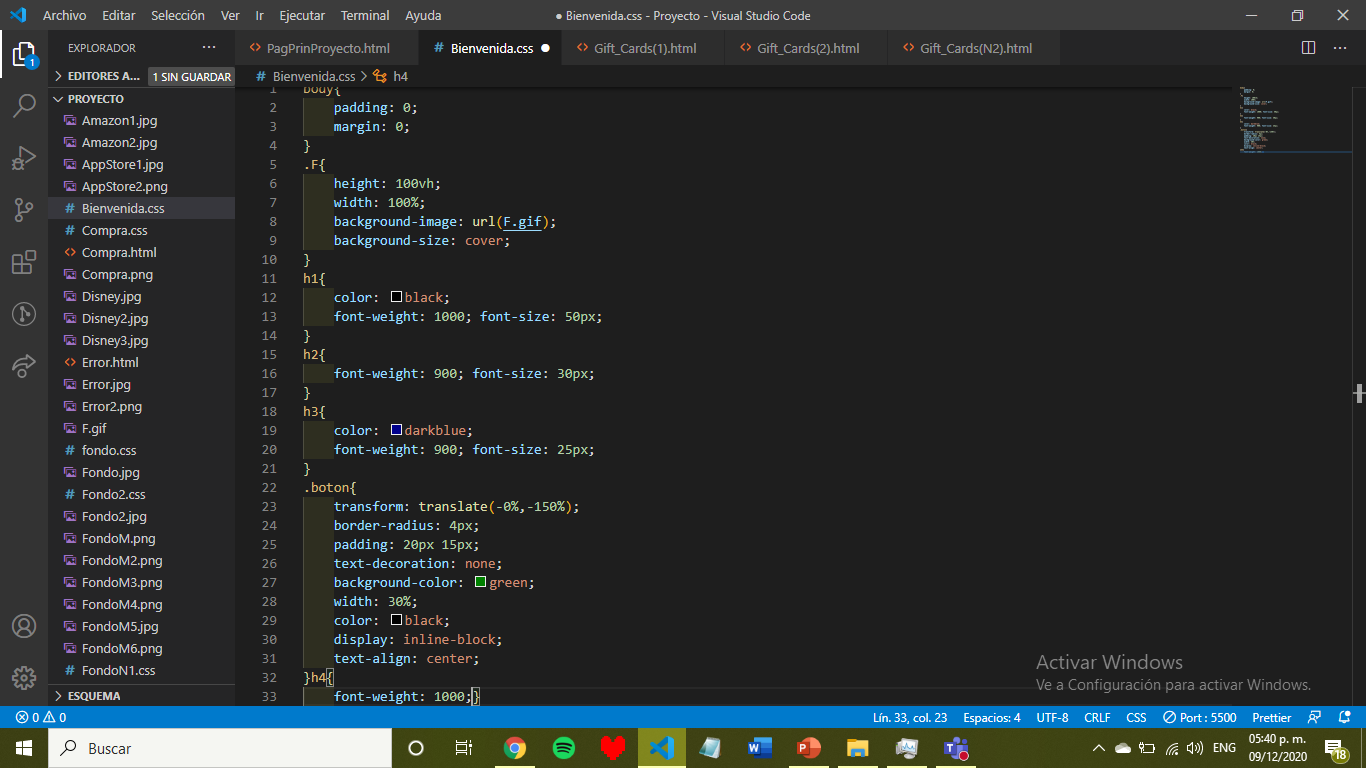 Archivo Editar Selección Ver Ir Ejecutar Terminal Ayuda
● Bienvenida.css - Proyecto - Visual Studio Code
EXPLORADOR ···
PagPrinProyecto.html
# Bienvenida.css ●
Gift_Cards(1).html
Gift_Cards(2).html
Gift_Cards(N2).html
EDITORES A... 1 SIN GUARDAR
# Bienvenida.css > h4
PROYECTO
Amazon1.jpg
Amazon2.jpg
AppStore1.jpg
AppStore2.png
# Bienvenida.css
# Compra.css
Compra.html
Compra.png
Disney.jpg
Disney2.jpg
Disney3.jpg
Error.html
Error.jpg
Error2.png
F.gif
# fondo.css
Fondo.jpg
# Fondo2.css
Fondo2.jpg
FondoM.png
FondoM2.png
FondoM3.png
FondoM4.png
FondoM5.jpg
FondoM6.png
# FondoN1.css
ESQUEMA
1 body{
2 padding: 0;
3 margin: 0;
4 }
5 .F{
6 height: 100vh;
7 width: 100%;
8 background-image: url(F.gif);
9 background-size: cover;
10 }
11 h1{
12 color: black;
13 font-weight: 1000; font-size: 50px;
14 }
15 h2{
16 font-weight: 900; font-size: 30px;
17 }
18 h3{
19 color: darkblue;
20 font-weight: 900; font-size: 25px;
21 }
22 .boton{
23 transform: translate(-0%,-150%);
24 border-radius: 4px;
25 padding: 20px 15px;
26 text-decoration: none;
27 background-color: green;
28 width: 30%;
29 color: black;
30 display: inline-block;
31 text-align: center;
32 }h4{
33 font-weight: 1000;}
Activar Windows
Ve a Configuración para activar Windows.
1
0 0
Lín. 33, col. 23 Espacios: 4 UTF-8 CRLF CSS Port : 5500 Prettier
Buscar
ENG
05:40 p. m.
09/12/2020
18